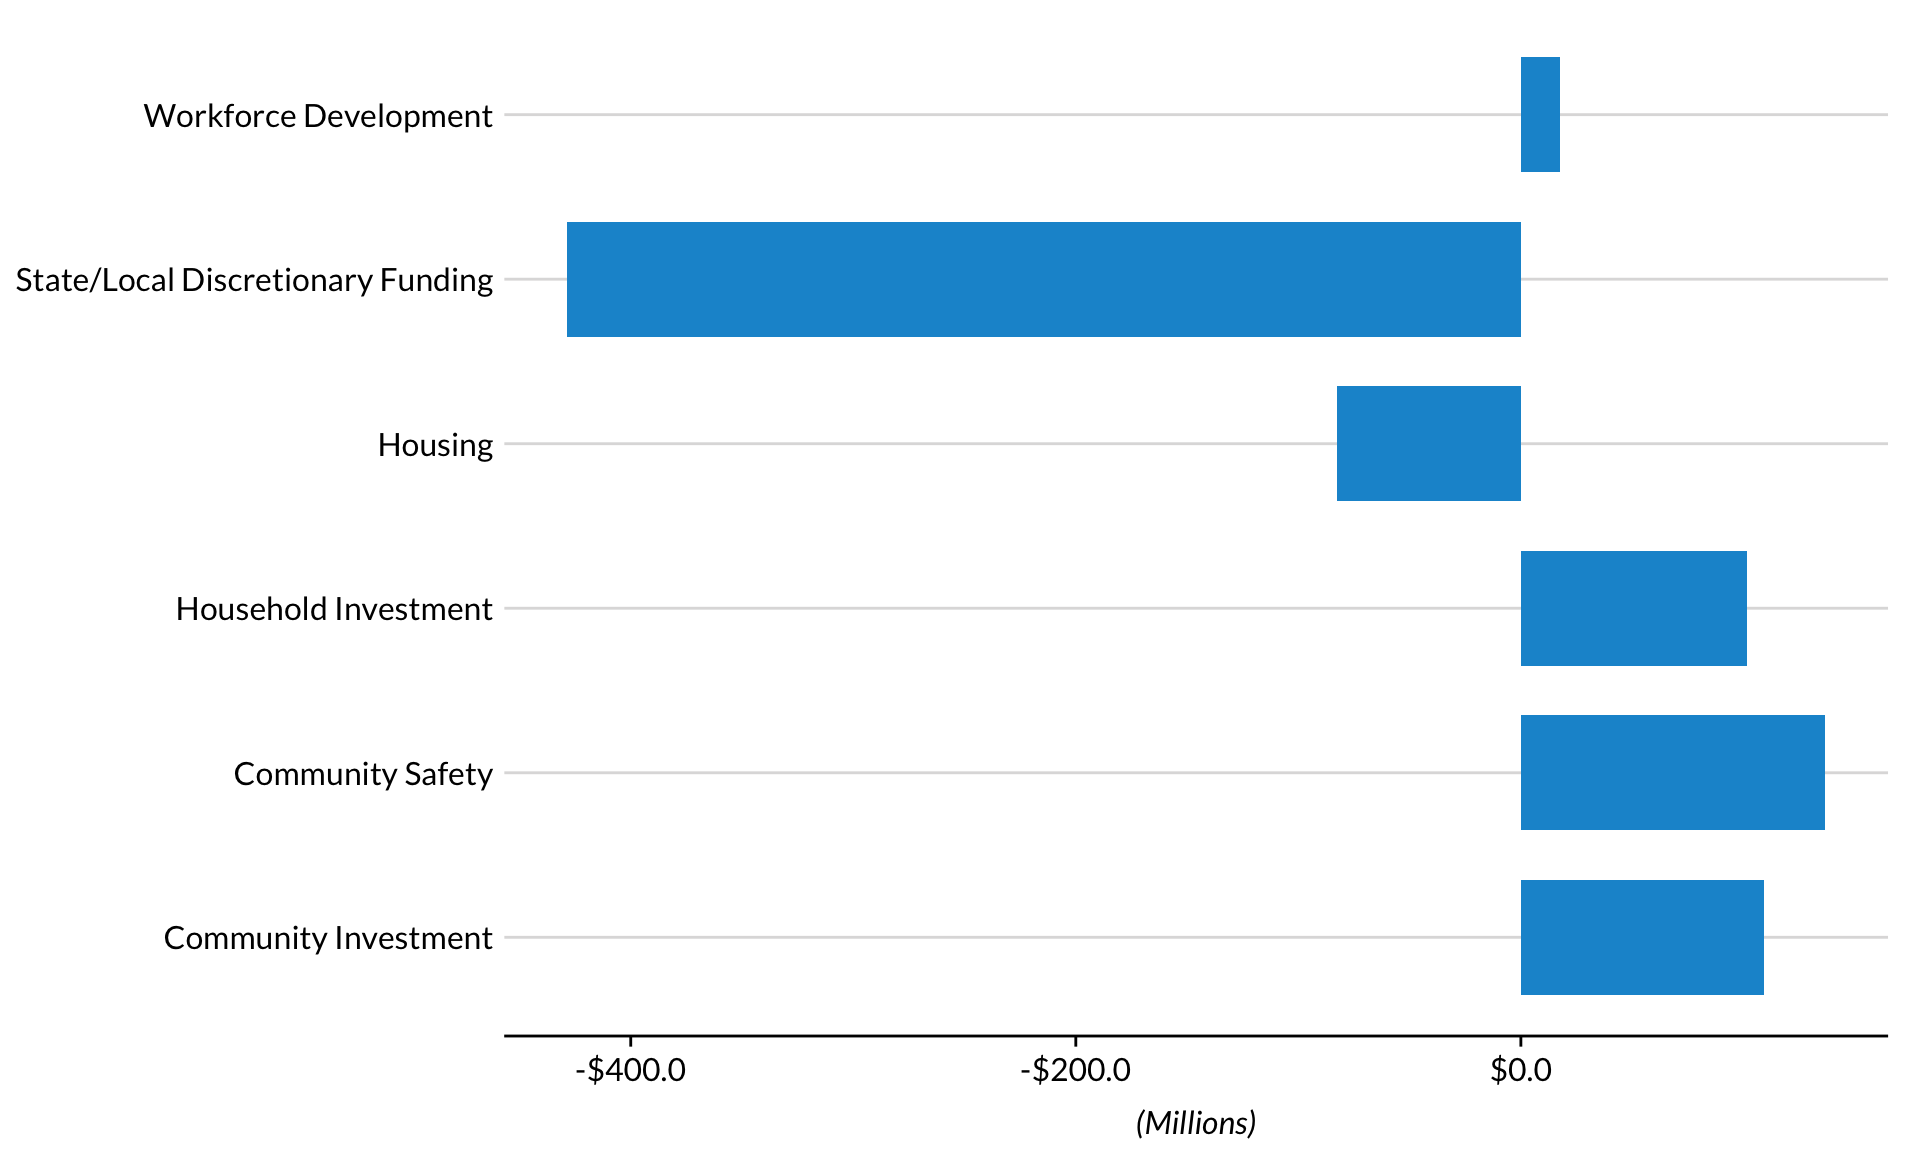 Workforce Development
State/Local Discretionary Funding
Housing
Household Investment
Community Safety
Community Investment
-$400.0 -$200.0 $0.0
(Millions)